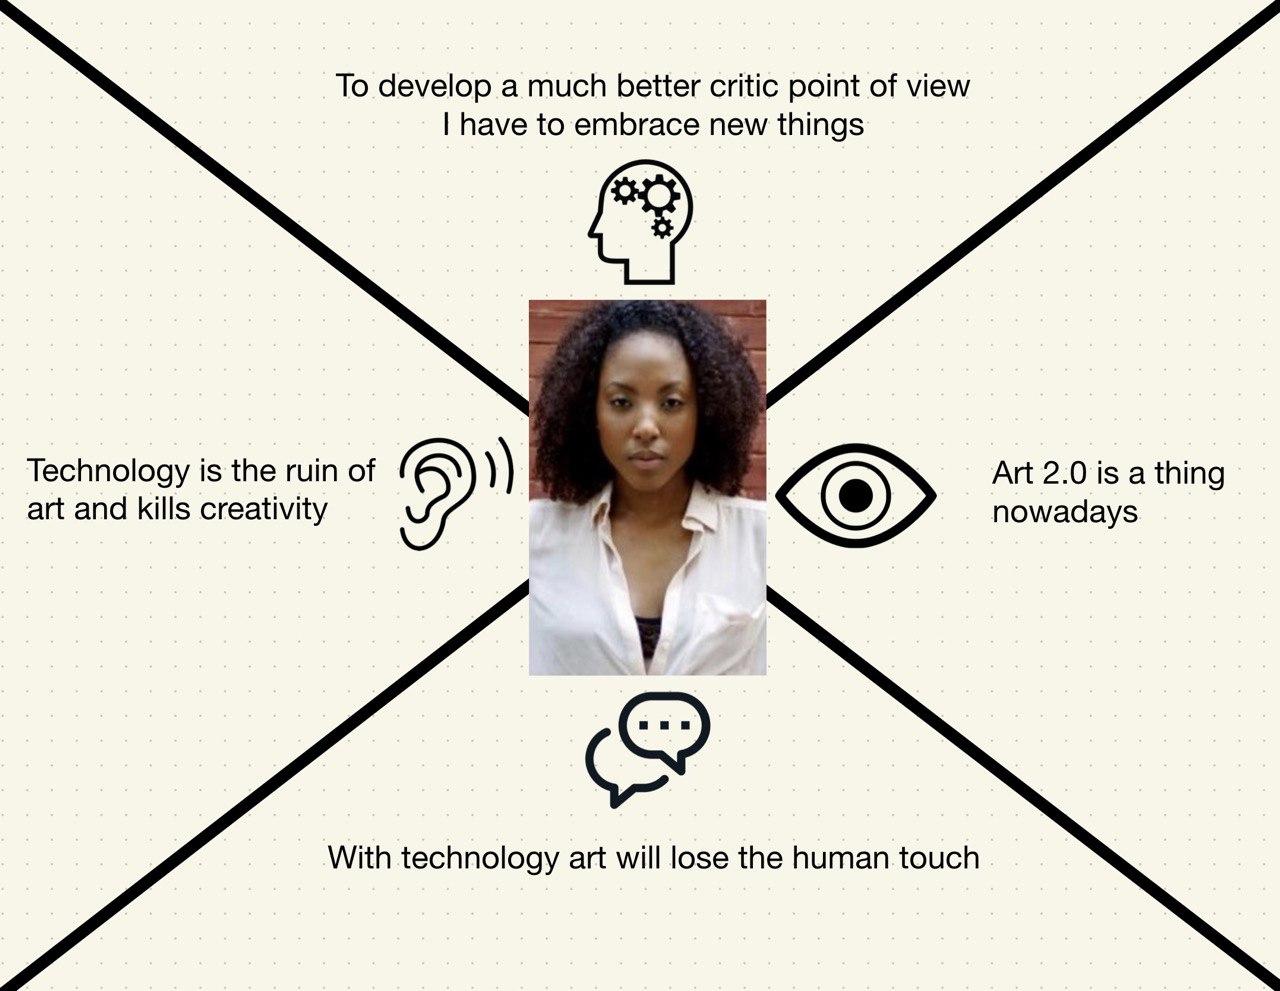 To develop a much better critic point of view
I have to embrace new things
Technology is the ruin of
art and kills creativity
Art 2.0 is a thing
nowadays
With technology art will lose the human touch